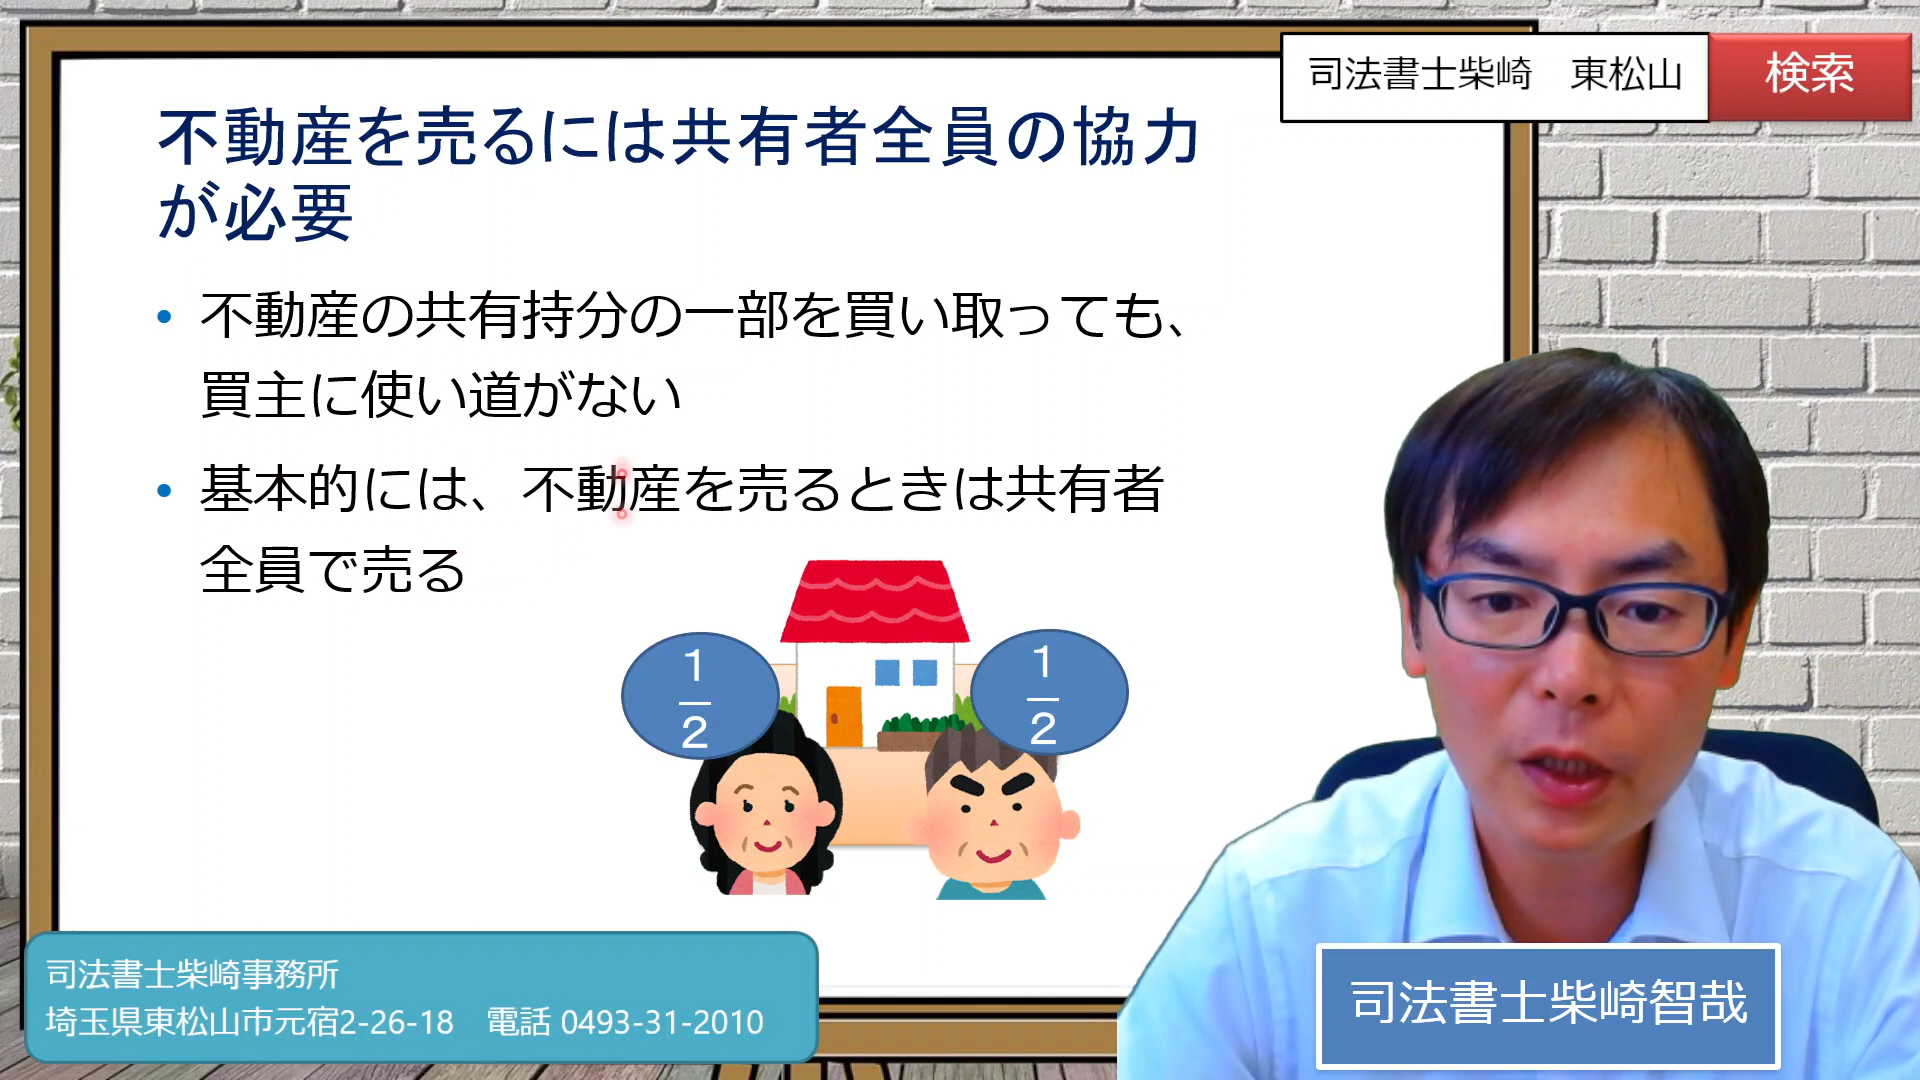 司法書士柴崎　東松山
検索
不動産を売るには共有者全員の協力
が必要
• 不動産の共有持分の一部を買い取っても、
買主に使い道がない
• 基本的には、不動産を売るときは共有者
全員で売る
1
2
1
2
司法書士柴崎事務所
埼玉県東松山市元宿2-26-18　電話 0493-31-2010
司法書士柴崎智哉